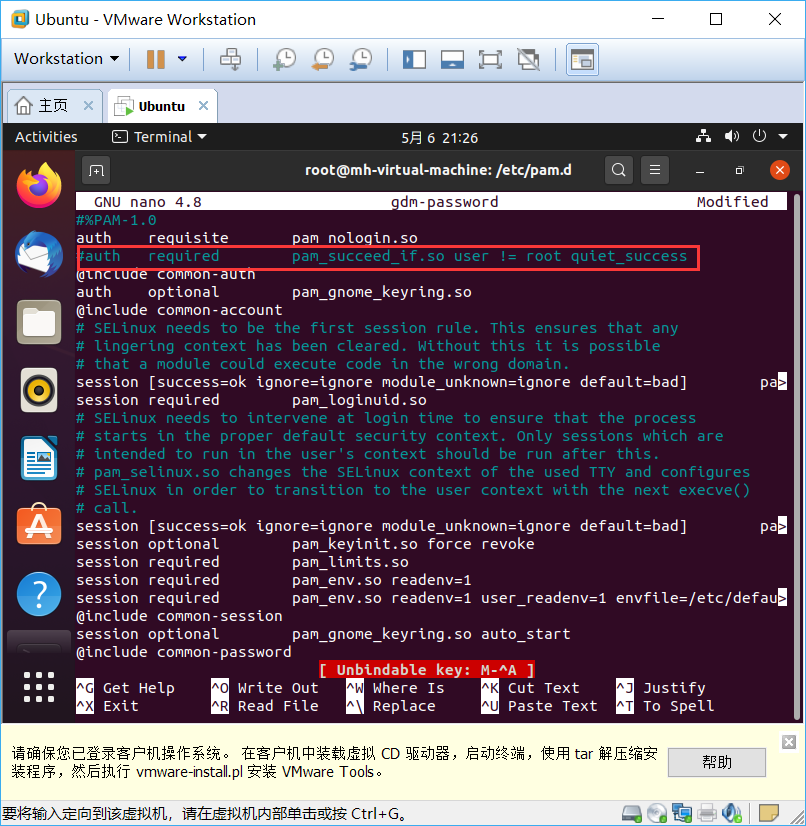 Ubuntu - VMware Workstation
Workstation
主页
Ubuntu
Activities
Terminal
5月 6 21:26
root@mh-virtual-machine: /etc/pam.d
GNU nano 4.8 gdm-password Modified
#%PAM-1.0
auth requisite pam_nologin.so
#auth required pam_succeed_if.so user != root quiet_success
@include common-auth
auth optional pam_gnome_keyring.so
@include common-account
# SELinux needs to be the first session rule. This ensures that any
# lingering context has been cleared. Without this it is possible
# that a module could execute code in the wrong domain.
session [success=ok ignore=ignore module_unknown=ignore default=bad] pa>
session required pam_loginuid.so
# SELinux needs to intervene at login time to ensure that the process
# starts in the proper default security context. Only sessions which are
# intended to run in the user's context should be run after this.
# pam_selinux.so changes the SELinux context of the used TTY and configures
# SELinux in order to transition to the user context with the next execve()
# call.
session [success=ok ignore=ignore module_unknown=ignore default=bad] pa>
session optional pam_keyinit.so force revoke
session required pam_limits.so
session required pam_env.so readenv=1
session required pam_env.so readenv=1 user_readenv=1 envfile=/etc/defau>
@include common-session
session optional pam_gnome_keyring.so auto_start
@include common-password
[ Unbindable key: M-^A ]
^G Get Help ^O Write Out ^W Where Is ^K Cut Text ^J Justify
^X Exit ^R Read File ^\ Replace ^U Paste Text ^T To Spell
请确保您已登录客户机操作系统。 在客户机中装载虚拟 CD 驱动器，启动终端，使用 tar 解压缩安
装程序，然后执行 vmware-install.pl 安装 VMware Tools。
帮助
要将输入定向到该虚拟机，请在虚拟机内部单击或按 Ctrl+G。